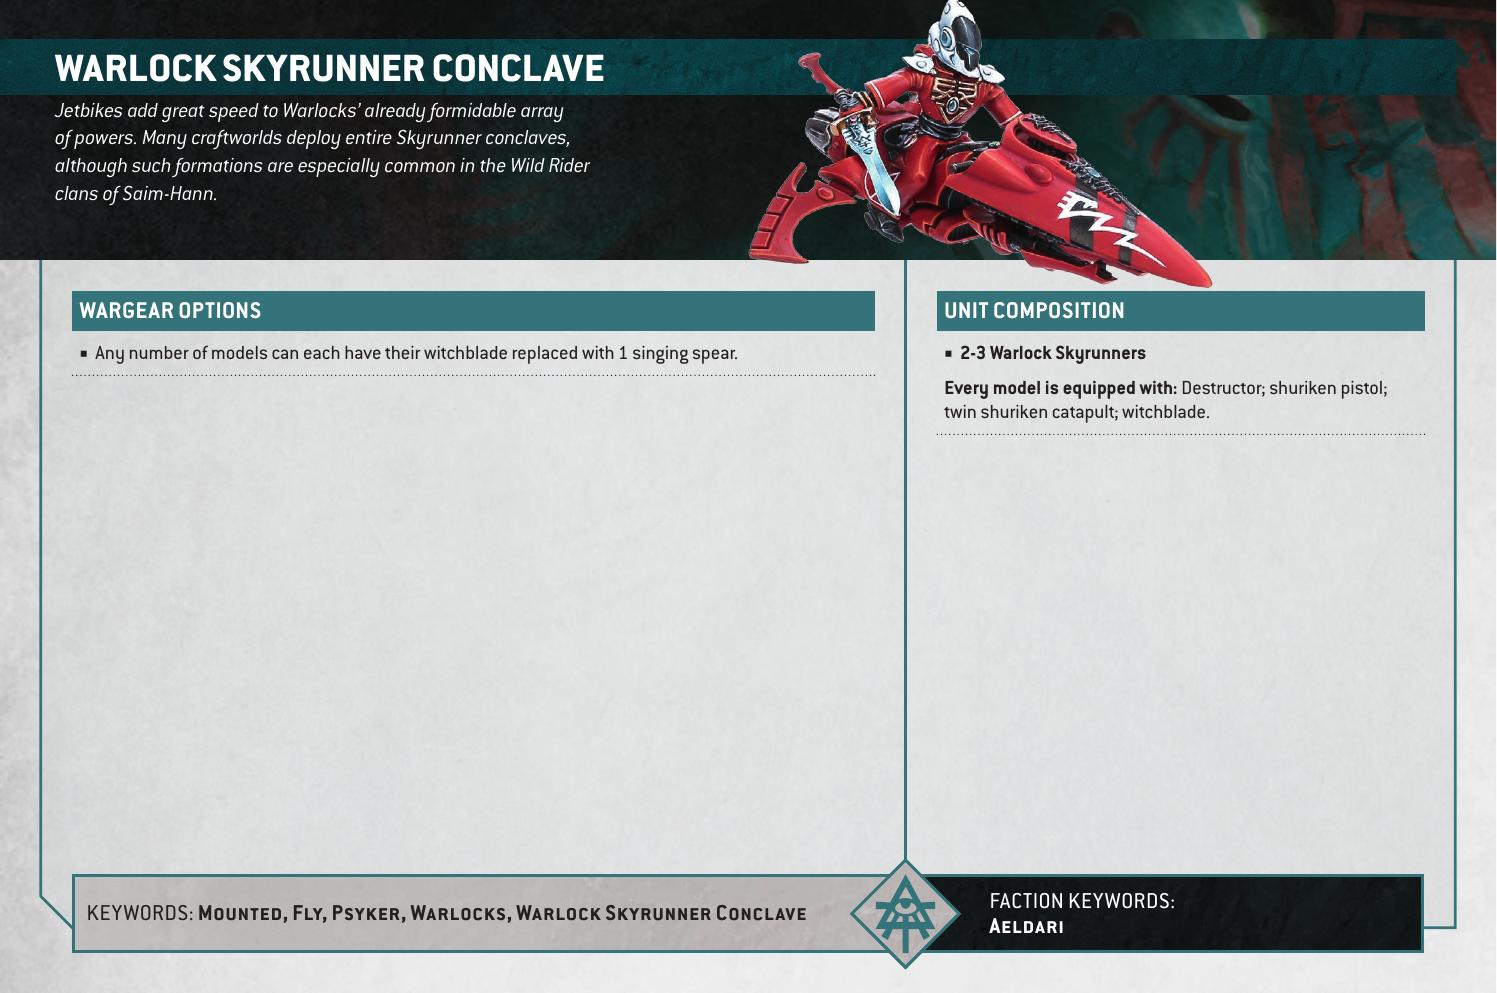 WARLOCK SKYRUNNER CONCLAVE
Jetbikes add great speed to Warlocks’ already formidable array
of powers. Many craftworlds deploy entire Skyrunner conclaves,
although such formations are especially common in the Wild Rider
clans of Saim-Hann.
WARGEAR OPTIONS
▪ Any number of models can each have their witchblade replaced with 1 singing spear.
UNIT COMPOSITION
▪ 2-3 Warlock Skyrunners
Every model is equipped with: Destructor; shuriken pistol;
twin shuriken catapult; witchblade.
KEYWORDS: Mounted, Fly, Psyker, Warlocks, Warlock Skyrunner Conclave
FACTION KEYWORDS:
Aeldari